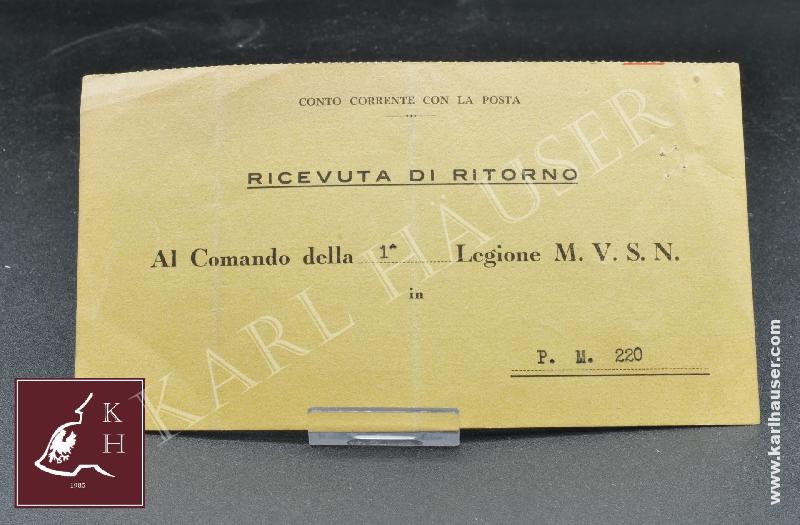 CONTO CORRENTE CON LA POSTA
RICEVUTA DI RITORNO
Al Comando della 1^ Legione M. V. S. N.
in
P. M. 220
KARL HÄUSER
K
H
1985
www.karlhauser.com